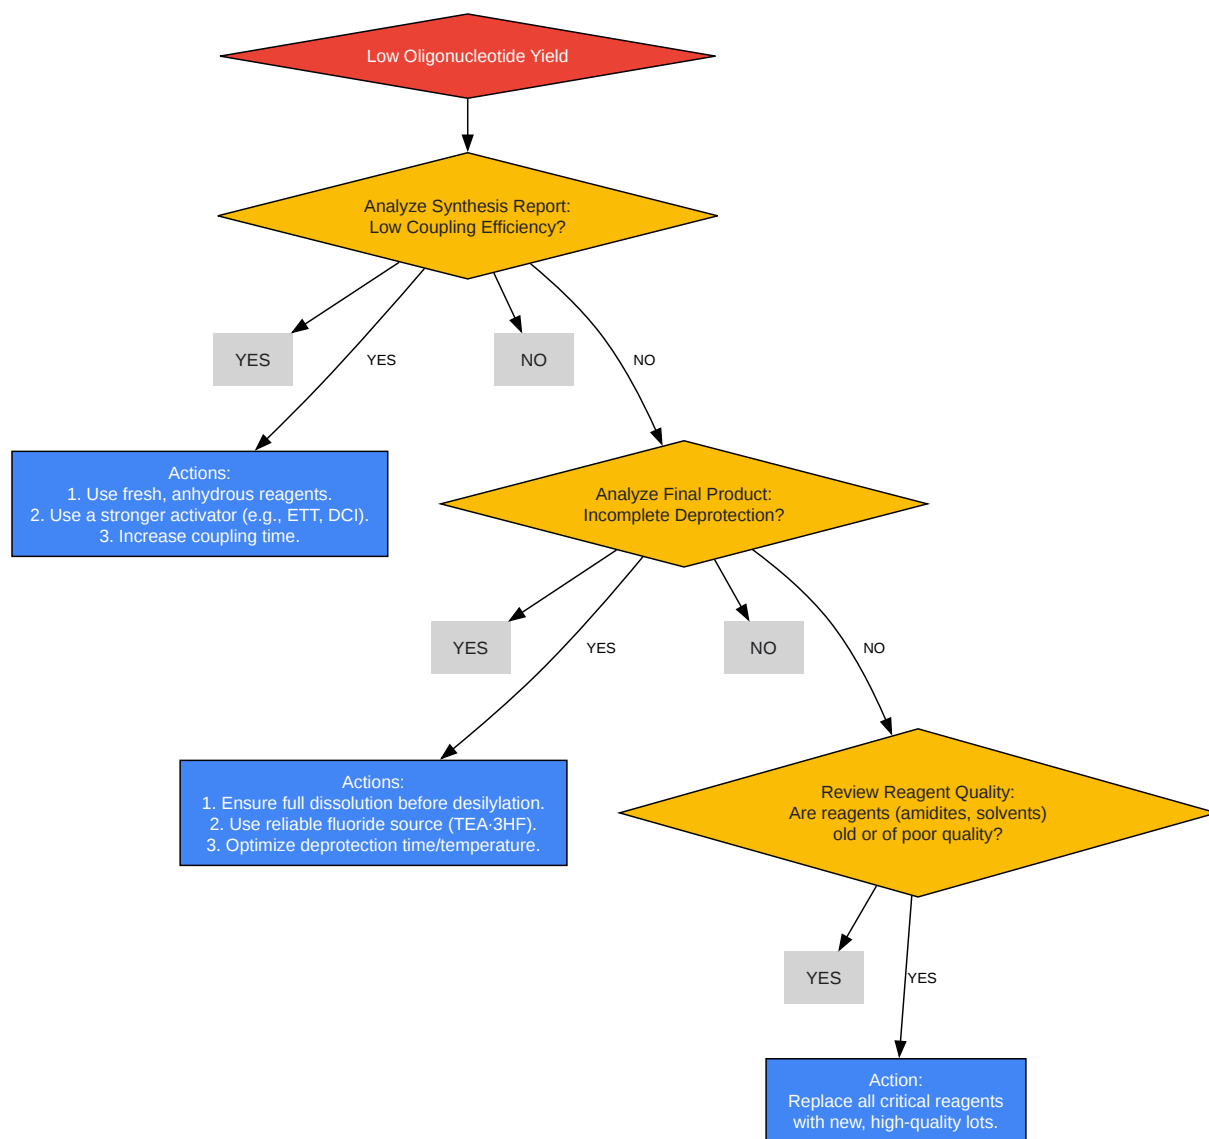 Low Oligonucleotide Yield
Analyze Synthesis Report:
Low Coupling Efficiency?
YES
YES
NO
NO
Actions:
1. Use fresh, anhydrous reagents.
2. Use a stronger activator (e.g., ETT, DCI).
3. Increase coupling time.
Analyze Final Product:
Incomplete Deprotection?
YES
YES
NO
NO
Actions:
1. Ensure full dissolution before desilylation.
2. Use reliable fluoride source (TEA·3HF).
3. Optimize deprotection time/temperature.
Review Reagent Quality:
Are reagents (amidites, solvents)
old or of poor quality?
YES
YES
Action:
Replace all critical reagents
with new, high-quality lots.